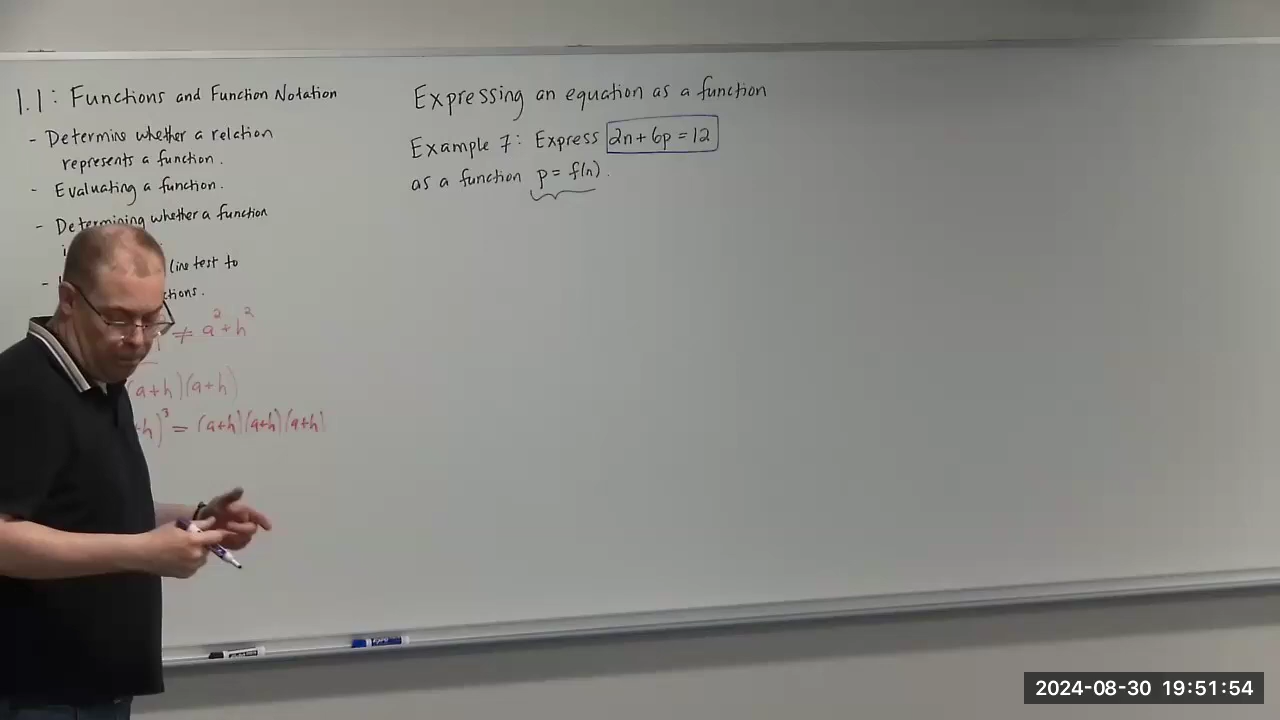 1.1: Functions and Function Notation
- Determine whether a relation
represents a function.
- Evaluating a function.
- Determining whether a function
line test to
≠ a² + h²
(a+h)(a+h)
)³ = (a+h)(a+h)(a+h)
Expressing an equation as a function
Example 7: Express 2n + 6p = 12
as a function p = f(n).
2024-08-30 19:51:54